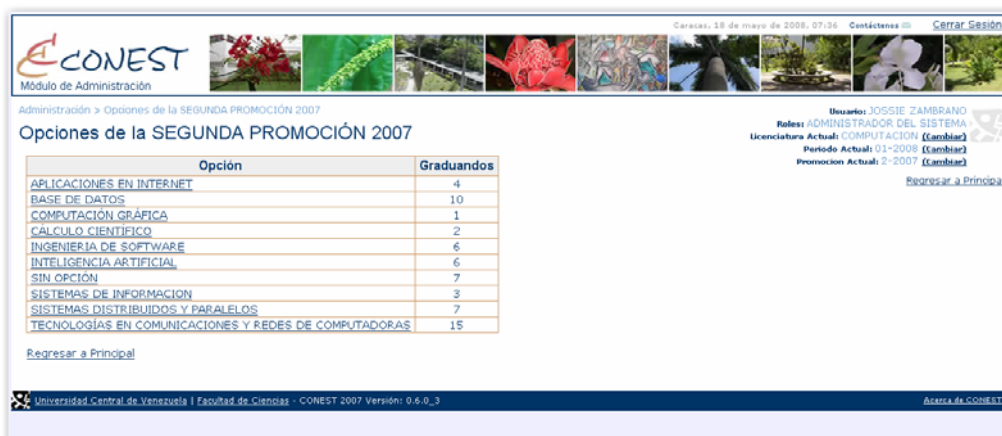 Caracas, 18 de mayo de 2008, 07:36 Contáctenos Cerrar Sesión
CONEST
Módulo de Administración
Administración > Opciones de la SEGUNDA PROMOCIÓN 2007
Opciones de la SEGUNDA PROMOCIÓN 2007
Usuario: JOSSIE ZAMBRANO
Roles: ADMINISTRADOR DEL SISTEMA
Licenciatura Actual: COMPUTACION (Cambiar)
Periodo Actual: 01-2008 (Cambiar)
Promocion Actual: 2-2007 (Cambiar)
Regresar a Principa
Opción Graduandos
APLICACIONES EN INTERNET 4
BASE DE DATOS 10
COMPUTACIÓN GRÁFICA 1
CÁLCULO CIENTÍFICO 2
INGENIERIA DE SOFTWARE 6
INTELIGENCIA ARTIFICIAL 6
SIN OPCIÓN 7
SISTEMAS DE INFORMACION 3
SISTEMAS DISTRIBUIDOS Y PARALELOS 7
TECNOLOGÍAS EN COMUNICACIONES Y REDES DE COMPUTADORAS 15
Regresar a Principal
Universidad Central de Venezuela | Facultad de Ciencias - CONEST 2007 Versión: 0.6.0_3 Acerca de CONEST